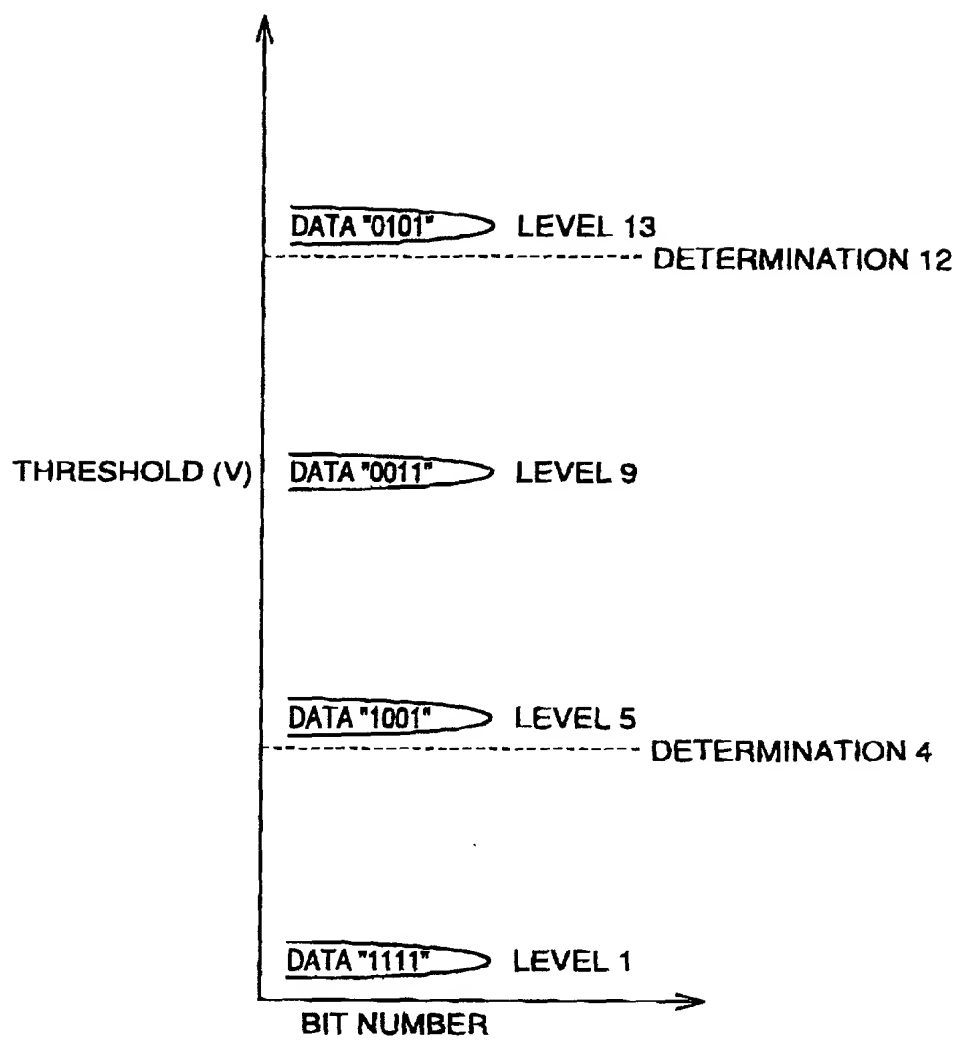 DATA "0101" LEVEL 13
DETERMINATION 12
THRESHOLD (V) DATA "0011" LEVEL 9
DATA "1001" LEVEL 5
DETERMINATION 4
DATA "1111" LEVEL 1
BIT NUMBER